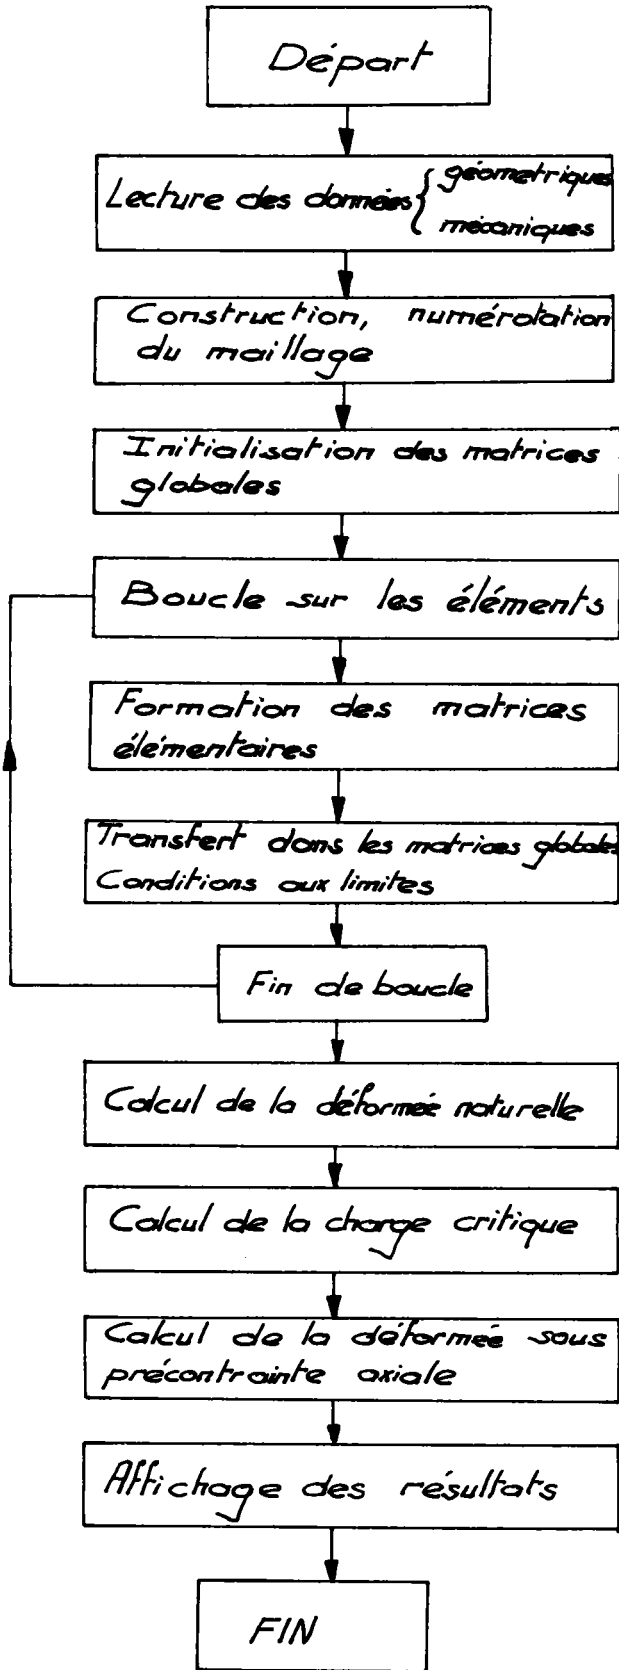 Départ
Lecture des données { géometriques
mécaniques
Construction, numérotation
du maillage
Initialisation des matrices
globales
Boucle sur les éléments
Formation des matrices
élémentaires
Transfert dans les matrices globales
Conditions aux limites
Fin de boucle
Calcul de la déformée naturelle
Calcul de la charge critique
Calcul de la déformée sous
précontrainte axiale
Affichage des résultats
FIN